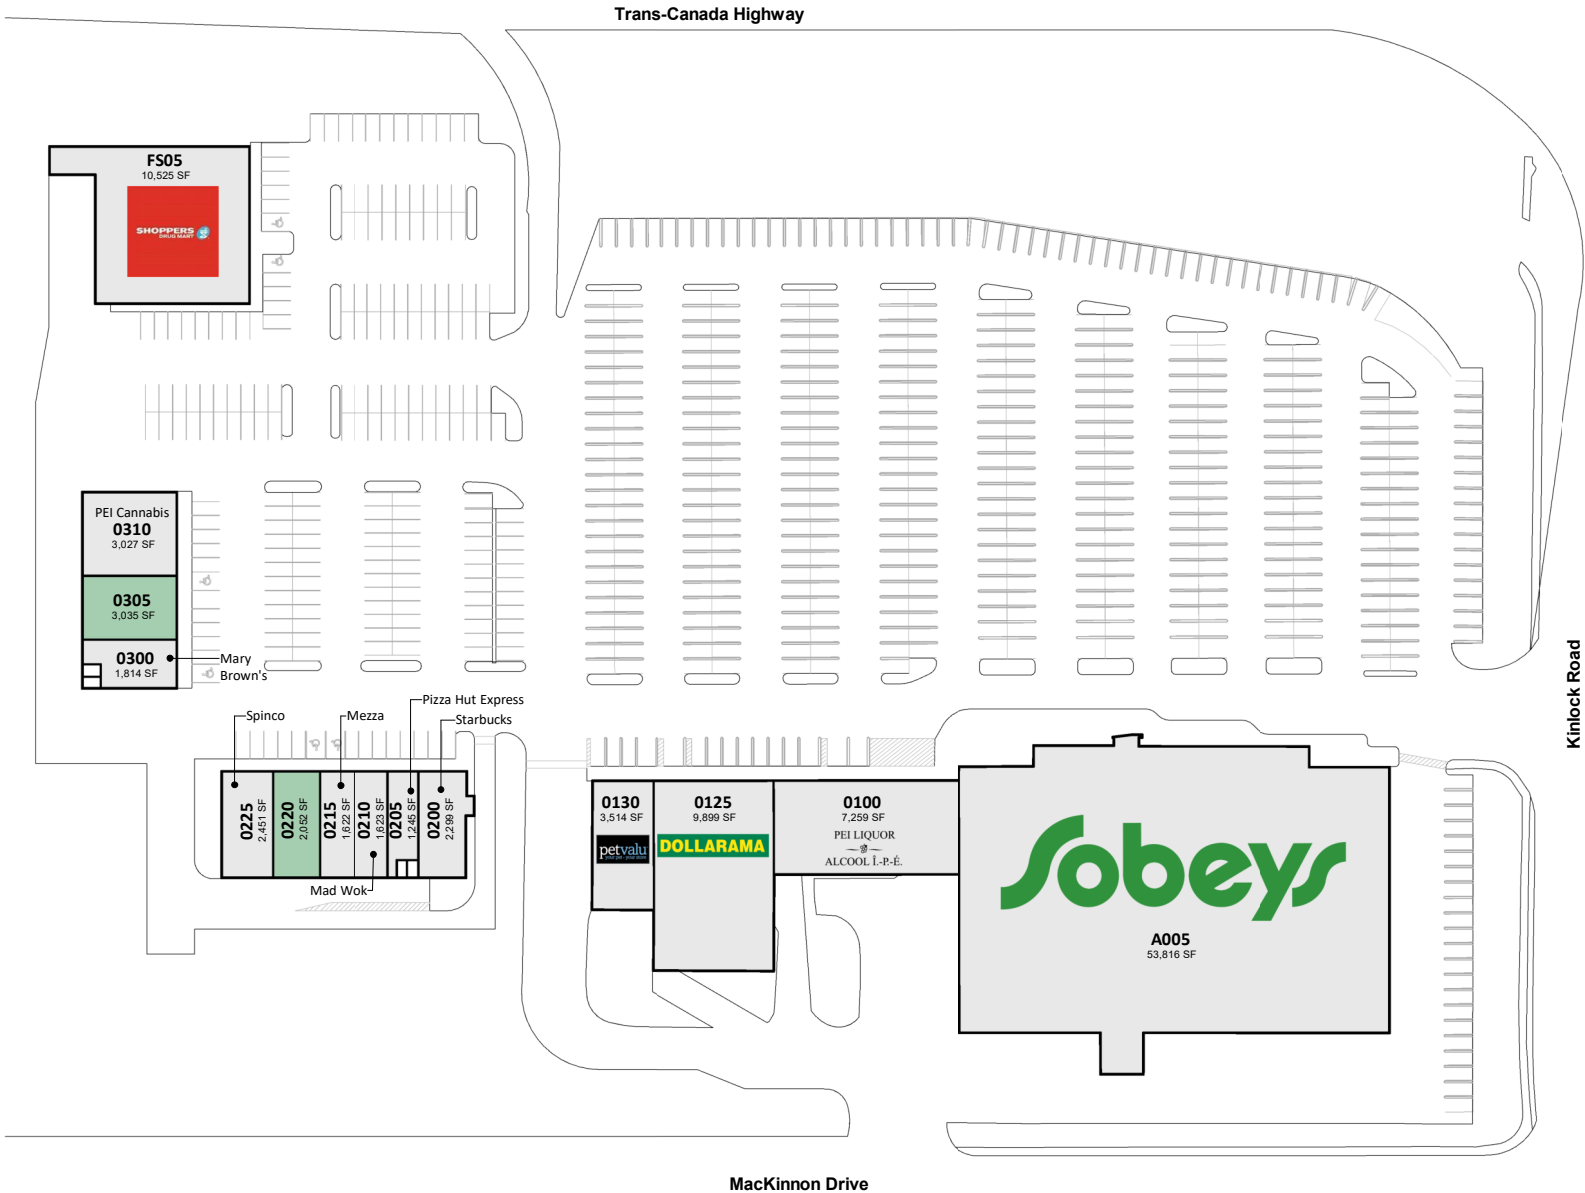 Trans-Canada Highway
FS05
10,525 SF
SHOPPERS
DRUG MART
PEI Cannabis
0310
3,027 SF
0305
3,035 SF
0300
1,814 SF
Mary
Brown's
Pizza Hut Express
Spinco
Mezza
Starbucks
0225
2,451 SF
0220
2,052 SF
0215
1,622 SF
0210
1,623 SF
0205
1,245 SF
0200
2,299 SF
Mad Wok
0130
3,514 SF
petvalu
your pet · your store
0125
9,899 SF
DOLLARAMA
0100
7,259 SF
PEI LIQUOR
ALCOOL Î.-P.-É.
Sobeys
A005
53,816 SF
Kinlock Road
MacKinnon Drive